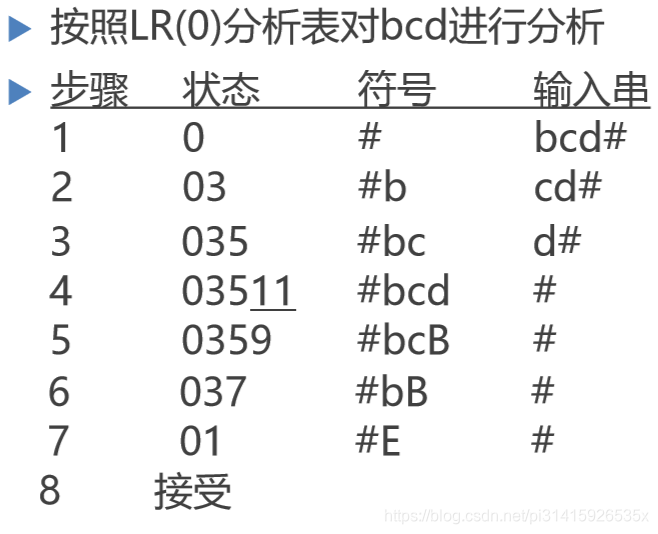 按照LR(0)分析表对bcd进行分析
步骤 状态 符号 输入串
1 0 # bcd#
2 03 #b cd#
3 035 #bc d#
4 03511 #bcd #
5 0359 #bcB #
6 037 #bB #
7 01 #E #
8 接受
https://blog.csdn.net/pi31415926535x